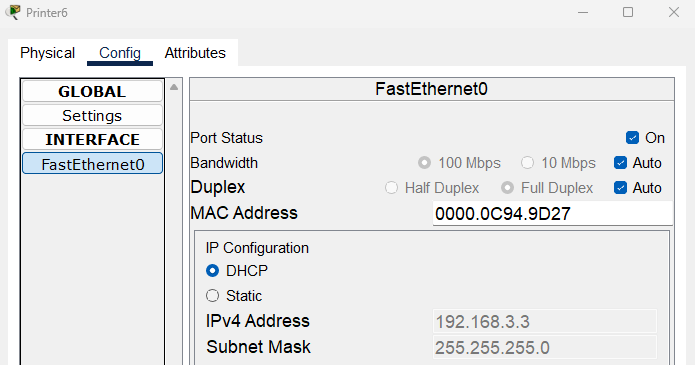 Printer6
Physical Config Attributes
GLOBAL
Settings
INTERFACE
FastEthernet0
FastEthernet0
Port Status On
Bandwidth 100 Mbps 10 Mbps Auto
Duplex Half Duplex Full Duplex Auto
MAC Address 0000.0C94.9D27
IP Configuration
DHCP
Static
IPv4 Address 192.168.3.3
Subnet Mask 255.255.255.0